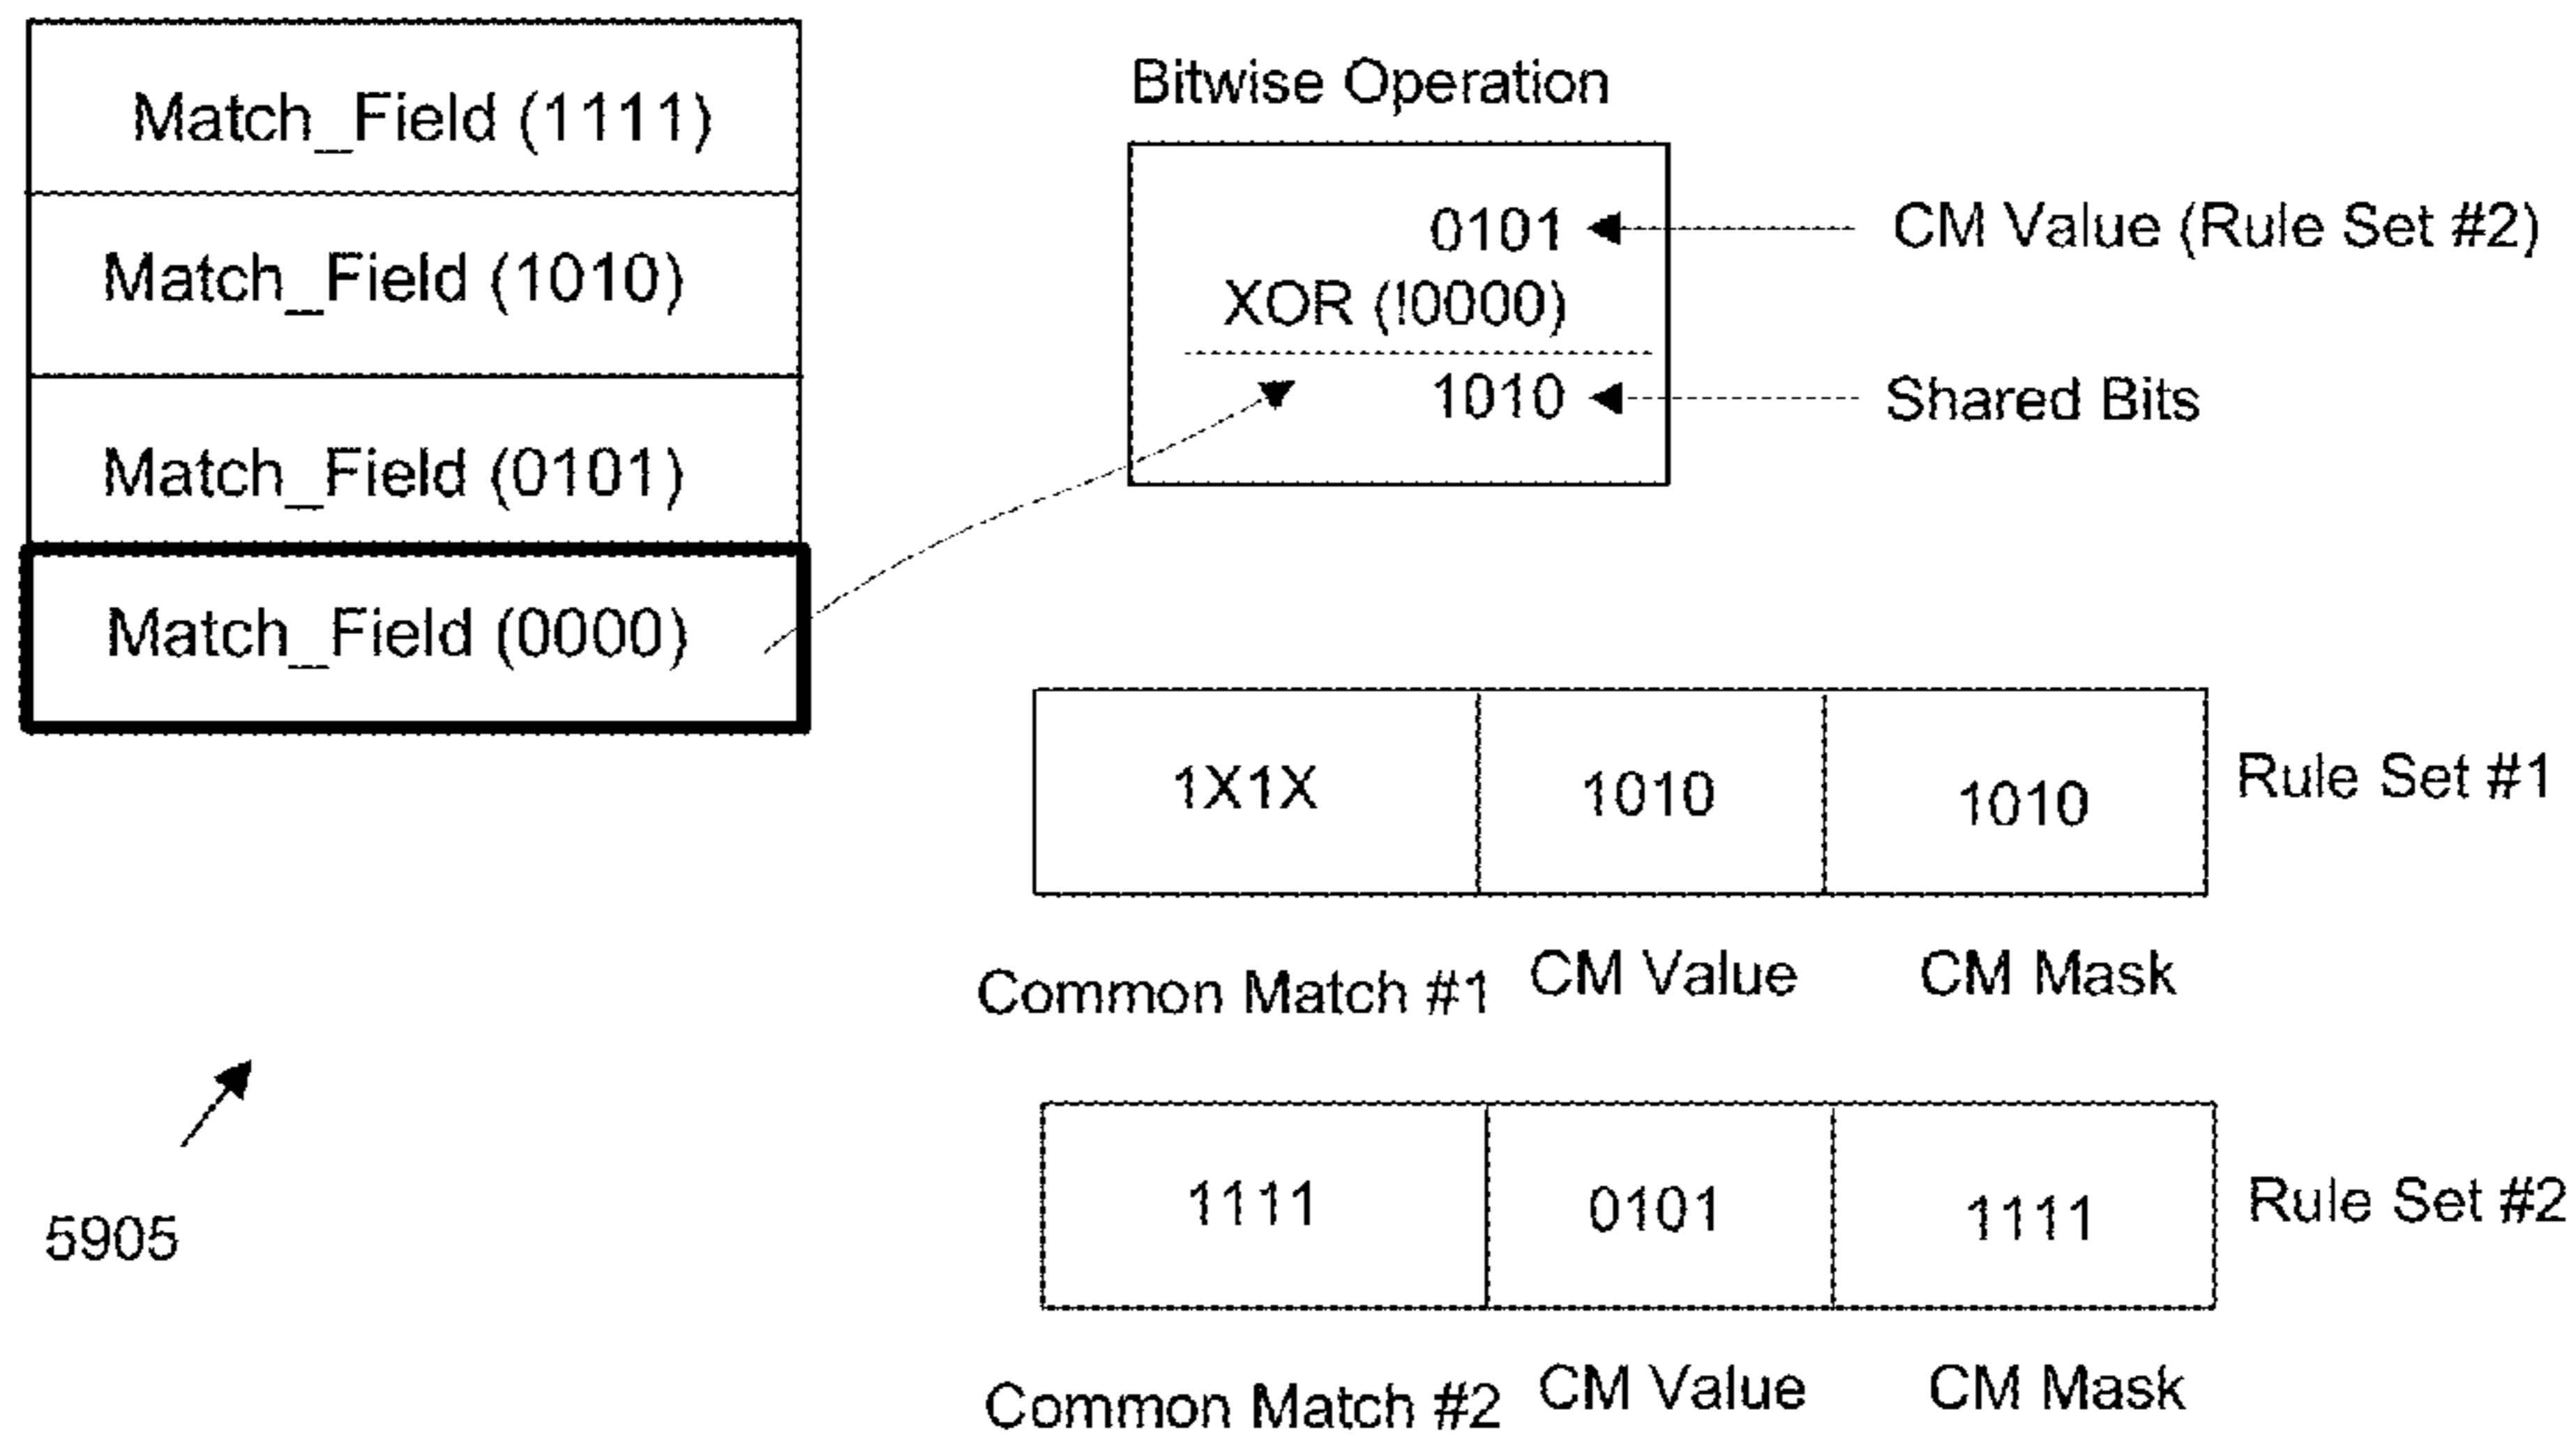 Match_Field (1111)
Match_Field (1010)
Match_Field (0101)
Match_Field (0000)
Bitwise Operation
0101
CM Value (Rule Set #2)
XOR (!0000)
1010
Shared Bits
1X1X
1010
1010
Rule Set #1
Common Match #1
CM Value
CM Mask
1111
0101
1111
Rule Set #2
Common Match #2
CM Value
CM Mask
5905